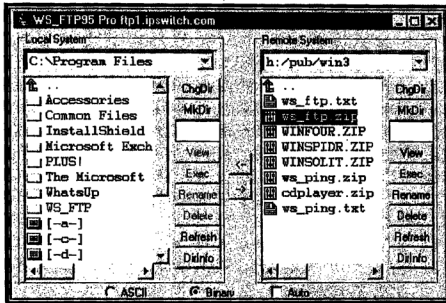 WS_FTP95 Pro ftp1.ipswitch.com
Local System
C:\Program Files
..
Accessories
Common Files
InstallShield
Microsoft Exch
PLUS!
The Microsoft
WhatsUp
WS_FTP
[-a-]
[-c-]
[-d-]
ChgDir
MkDir
View
Exec
Rename
Delete
Refresh
DirInfo
<-
->
Remote System
h:/pub/win3
..
ws_ftp.txt
ws_ftp.zip
WINFOUR.ZIP
WINSPIDR.ZIP
WINSOLIT.ZIP
ws_ping.zip
cdplayer.zip
ws_ping.txt
ChgDir
MkDir
View
Exec
Rename
Delete
Refresh
DirInfo
ASCII
Binary
Auto